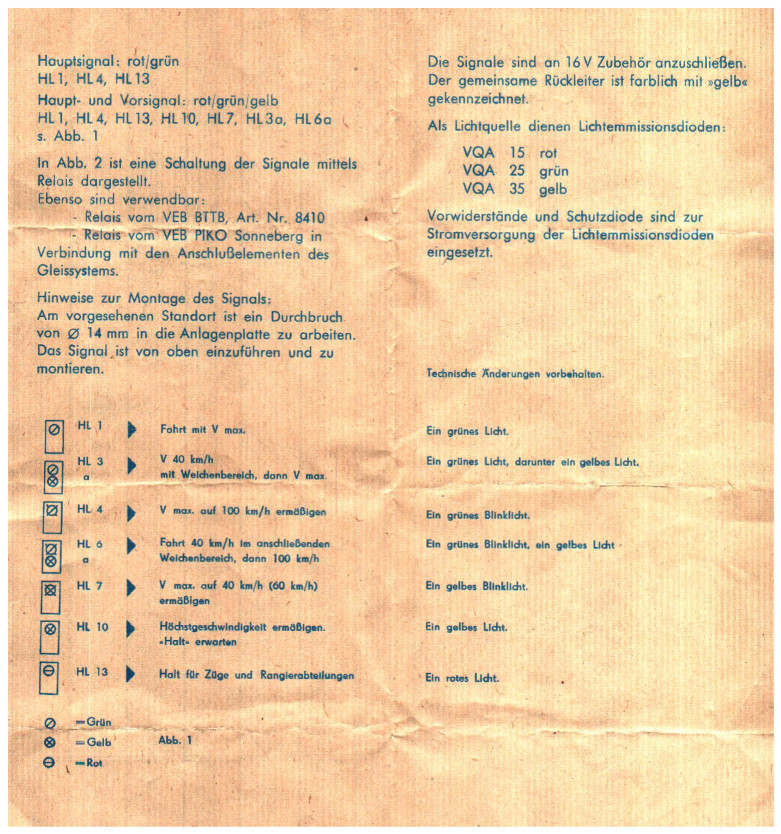 Hauptsignal: rot/grün
HL 1, HL 4, HL 13
Haupt- und Vorsignal: rot/grün/gelb
HL 1, HL 4, HL 13, HL 10, HL 7, HL 3a, HL 6a
s. Abb. 1
In Abb. 2 ist eine Schaltung der Signale mittels
Relais dargestellt.
Ebenso sind verwendbar:
- Relais vom VEB BTTB, Art. Nr. 8410
- Relais vom VEB PIKO Sonneberg in
Verbindung mit den Anschlußelementen des
Gleissystems.
Hinweise zur Montage des Signals:
Am vorgesehenen Standort ist ein Durchbruch
von Ø 14 mm in die Anlagenplatte zu arbeiten.
Das Signal ist von oben einzuführen und zu
montieren.
Die Signale sind an 16 V Zubehör anzuschließen.
Der gemeinsame Rückleiter ist farblich mit »gelb«
gekennzeichnet.
Als Lichtquelle dienen Lichtemmissionsdioden:
VQA 15 rot
VQA 25 grün
VQA 35 gelb
Vorwiderstände und Schutzdiode sind zur
Stromversorgung der Lichtemmissionsdioden
eingesetzt.
Technische Änderungen vorbehalten.
HL 1 Fahrt mit V max. Ein grünes Licht.
HL 3 V 40 km/h Ein grünes Licht, darunter ein gelbes Licht.
a mit Weichenbereich, dann V max
HL 4 V max. auf 100 km/h ermäßigen Ein grünes Blinklicht.
HL 6 Fahrt 40 km/h im anschließenden Ein grünes Blinklicht, ein gelbes Licht
a Weichenbereich, dann 100 km/h
HL 7 V max. auf 40 km/h (60 km/h) Ein gelbes Blinklicht.
ermäßigen
HL 10 Höchstgeschwindigkeit ermäßigen. Ein gelbes Licht.
»Halt« erwarten
HL 13 Halt für Züge und Rangierabteilungen Ein rotes Licht.
=Grün
=Gelb Abb. 1
=Rot